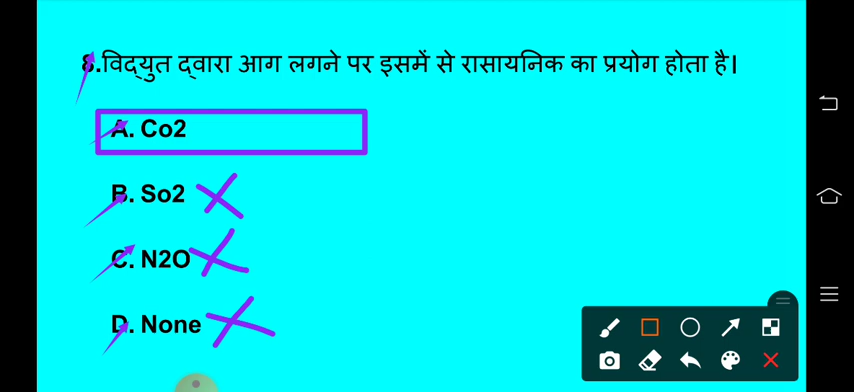 8.विद्युत द्वारा आग लगने पर इसमें से रासायनिक का प्रयोग होता है।
A. Co2
B. So2
C. N2O
D. None